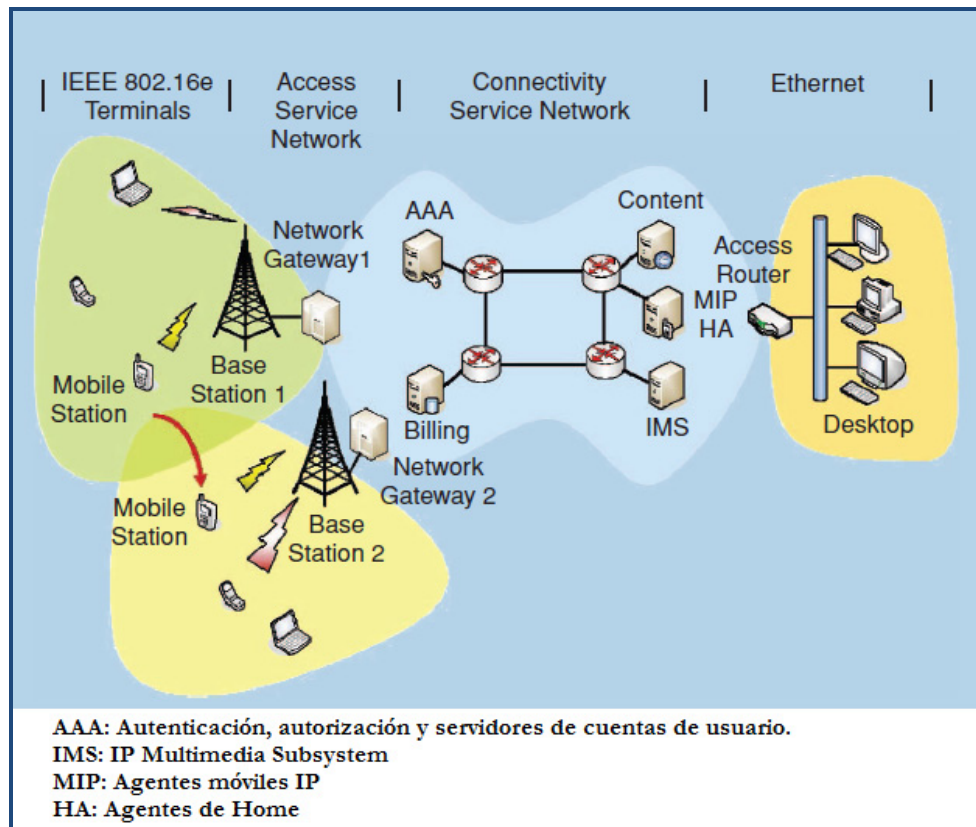 IEEE 802.16e
Terminals
Access
Service
Network
Connectivity
Service Network
Ethernet
Network
Gateway1
Base
Station 1
Mobile
Station
Mobile
Station
Base
Station 2
Network
Gateway 2
AAA
Billing
Content
MIP
HA
IMS
Access
Router
Desktop
AAA: Autenticación, autorización y servidores de cuentas de usuario.
IMS: IP Multimedia Subsystem
MIP: Agentes móviles IP
HA: Agentes de Home